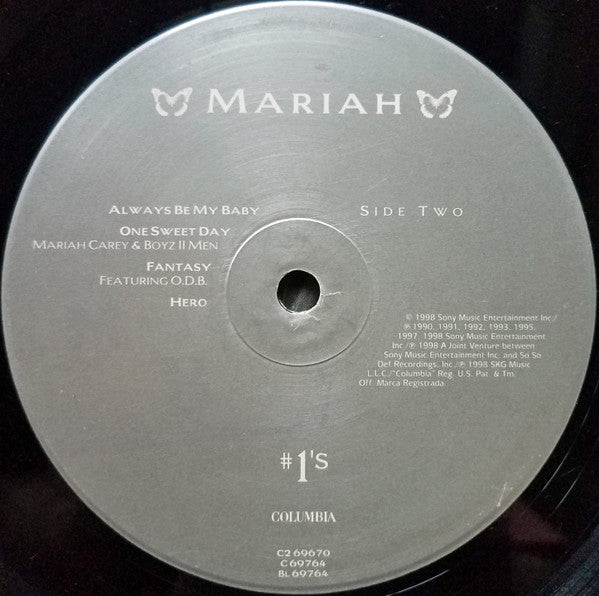 MARIAH
ALWAYS BE MY BABY
SIDE TWO
ONE SWEET DAY
MARIAH CAREY & BOYZ II MEN
FANTASY
FEATURING O.D.B.
HERO
© 1998 Sony Music Entertainment Inc./
℗ 1990, 1991, 1992, 1993, 1995,
1997, 1998 Sony Music Entertainment
Inc./℗ 1998 A Joint Venture between
Sony Music Entertainment Inc. and So So
Def Recordings, Inc./℗ 1998 SKG Music
L.L.C./"Columbia" Reg. U.S. Pat. & Tm.
Off. Marca Registrada.
#1'S
COLUMBIA
C2 69670
C 69764
BL 69764